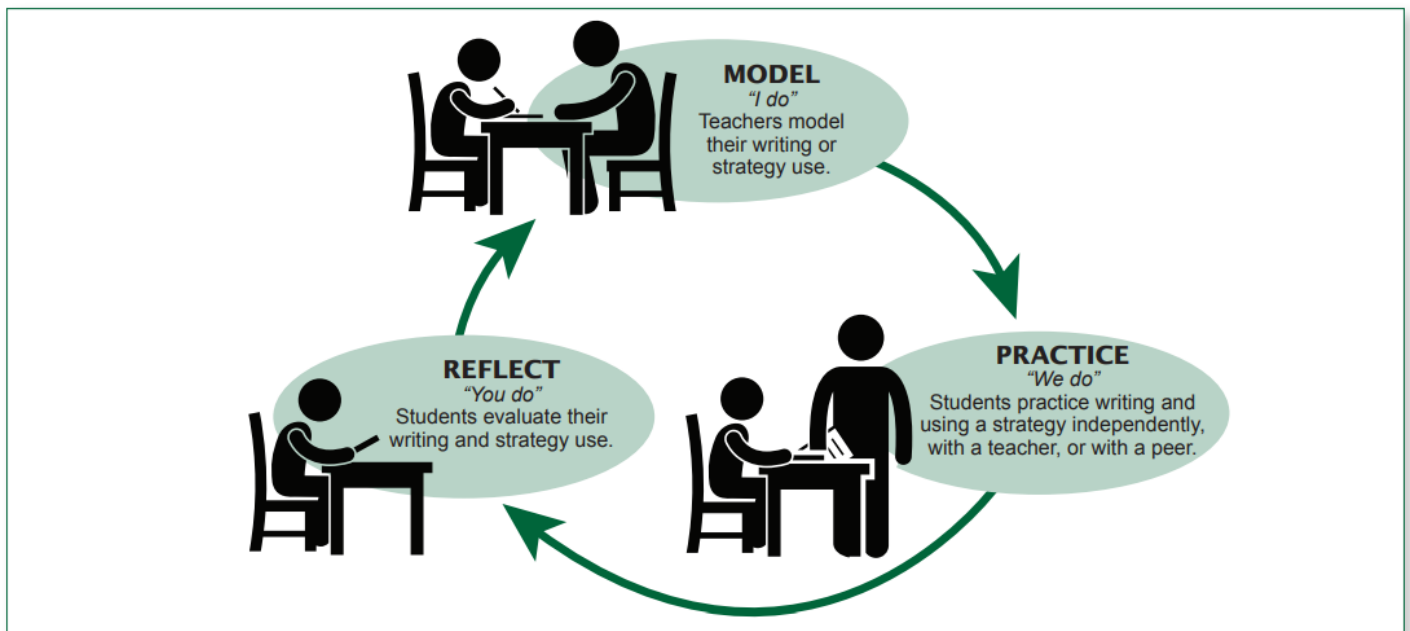 MODEL
“I do”
Teachers model
their writing or
strategy use.
PRACTICE
“We do”
Students practice writing and
using a strategy independently,
with a teacher, or with a peer.
REFLECT
“You do”
Students evaluate their
writing and strategy use.